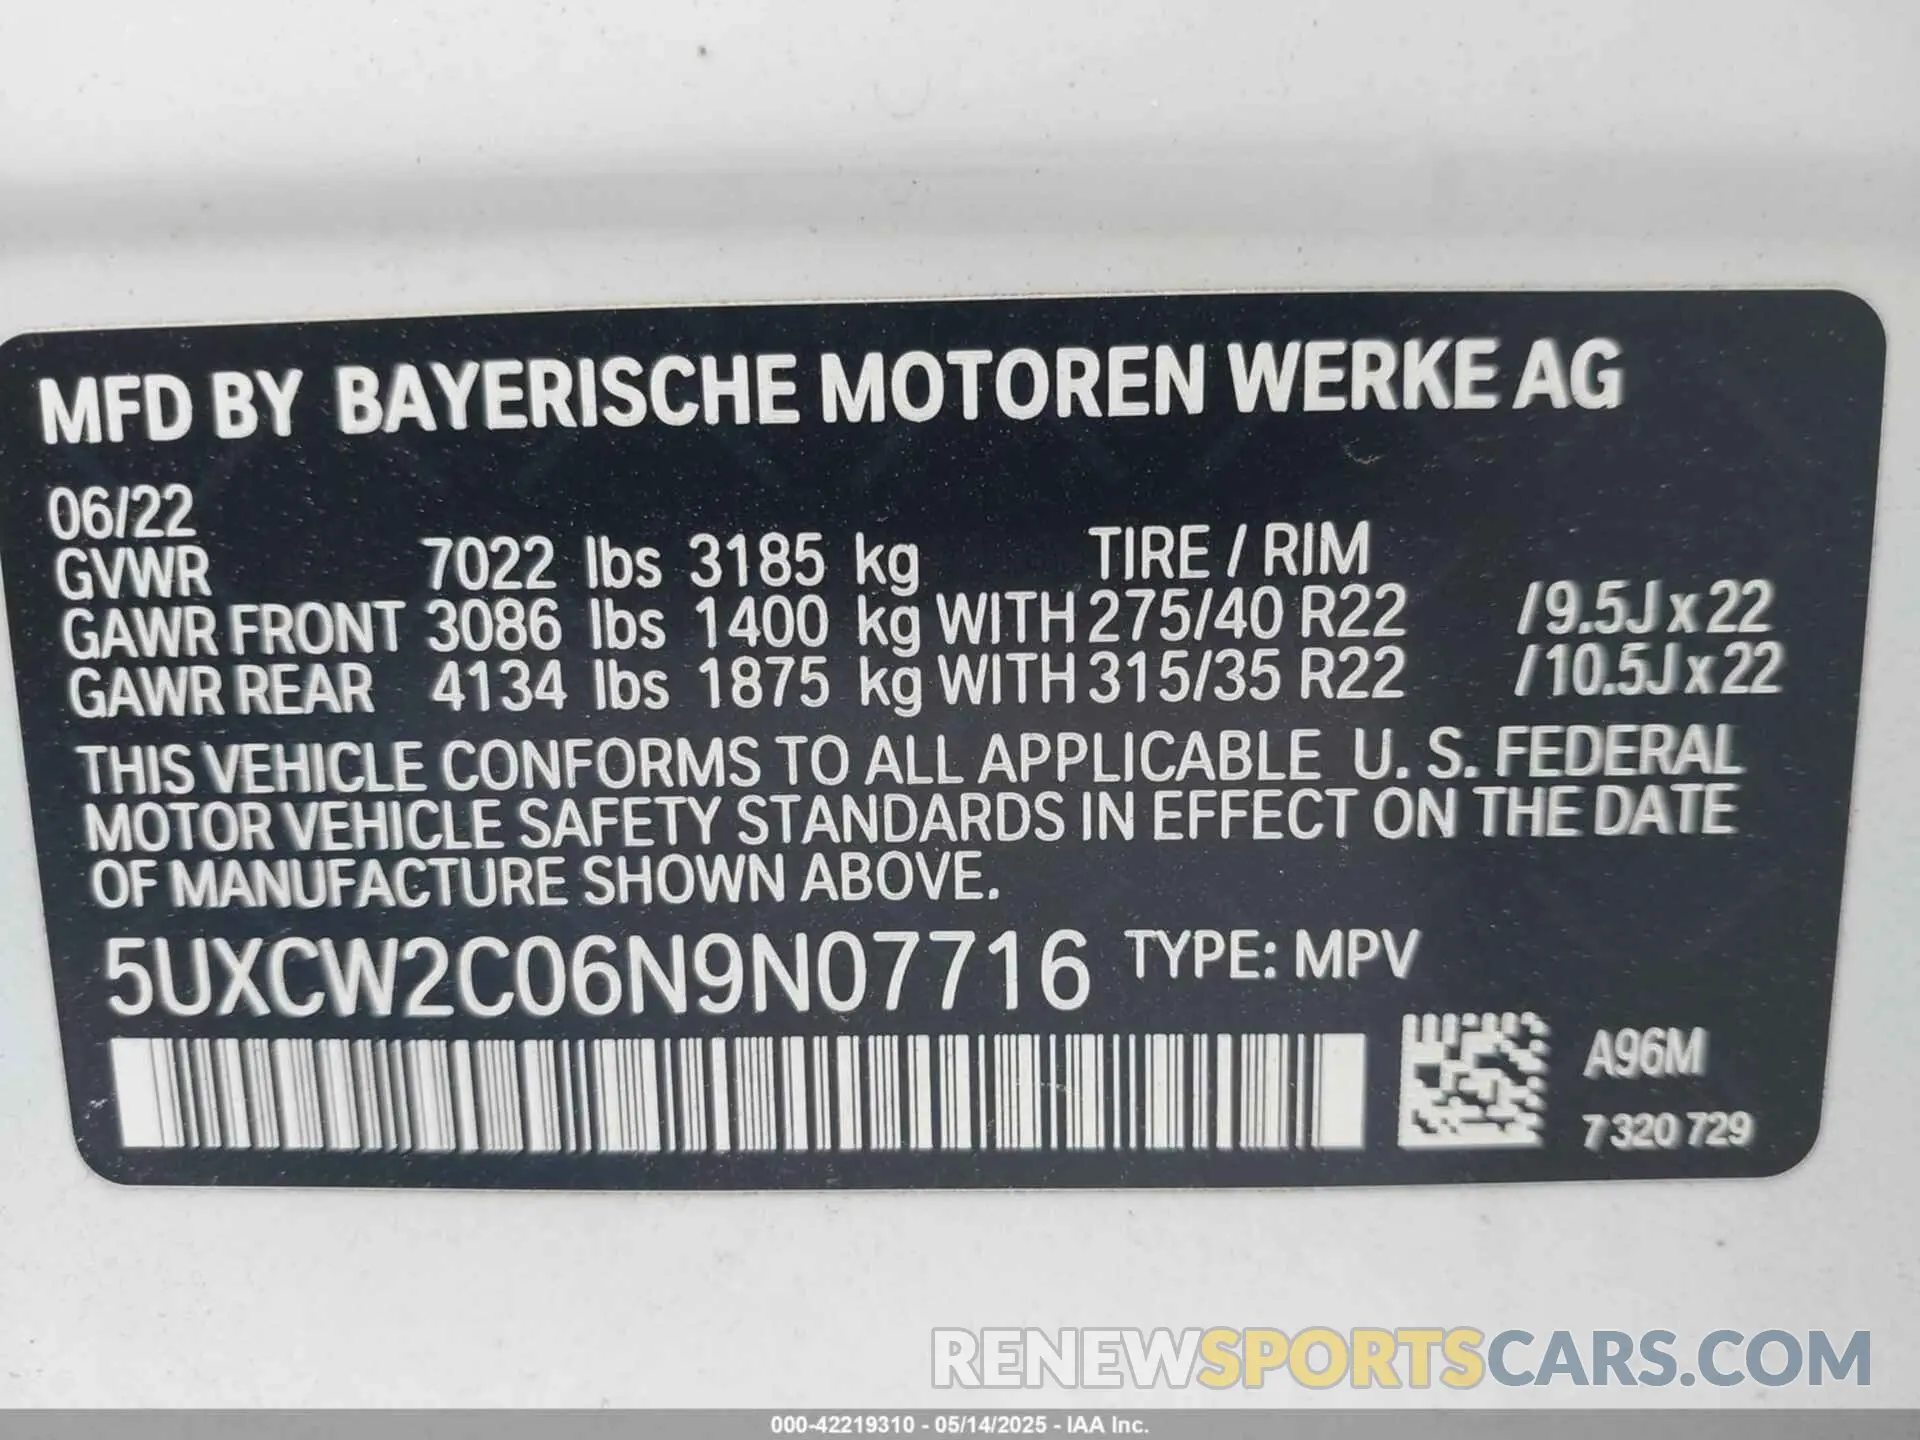 MFD BY BAYERISCHE MOTOREN WERKE AG
06/22
GVWR 7022 lbs 3185 kg TIRE / RIM
GAWR FRONT 3086 lbs 1400 kg WITH 275/40 R22 /9.5J x 22
GAWR REAR 4134 lbs 1875 kg WITH 315/35 R22 /10.5J x 22
THIS VEHICLE CONFORMS TO ALL APPLICABLE U. S. FEDERAL
MOTOR VEHICLE SAFETY STANDARDS IN EFFECT ON THE DATE
OF MANUFACTURE SHOWN ABOVE.
5UXCW2C06N9N07716 TYPE: MPV
A96M
7 320 729
RENEWSPORTSCARS.COM
000-42219310 - 05/14/2025 - IAA Inc.